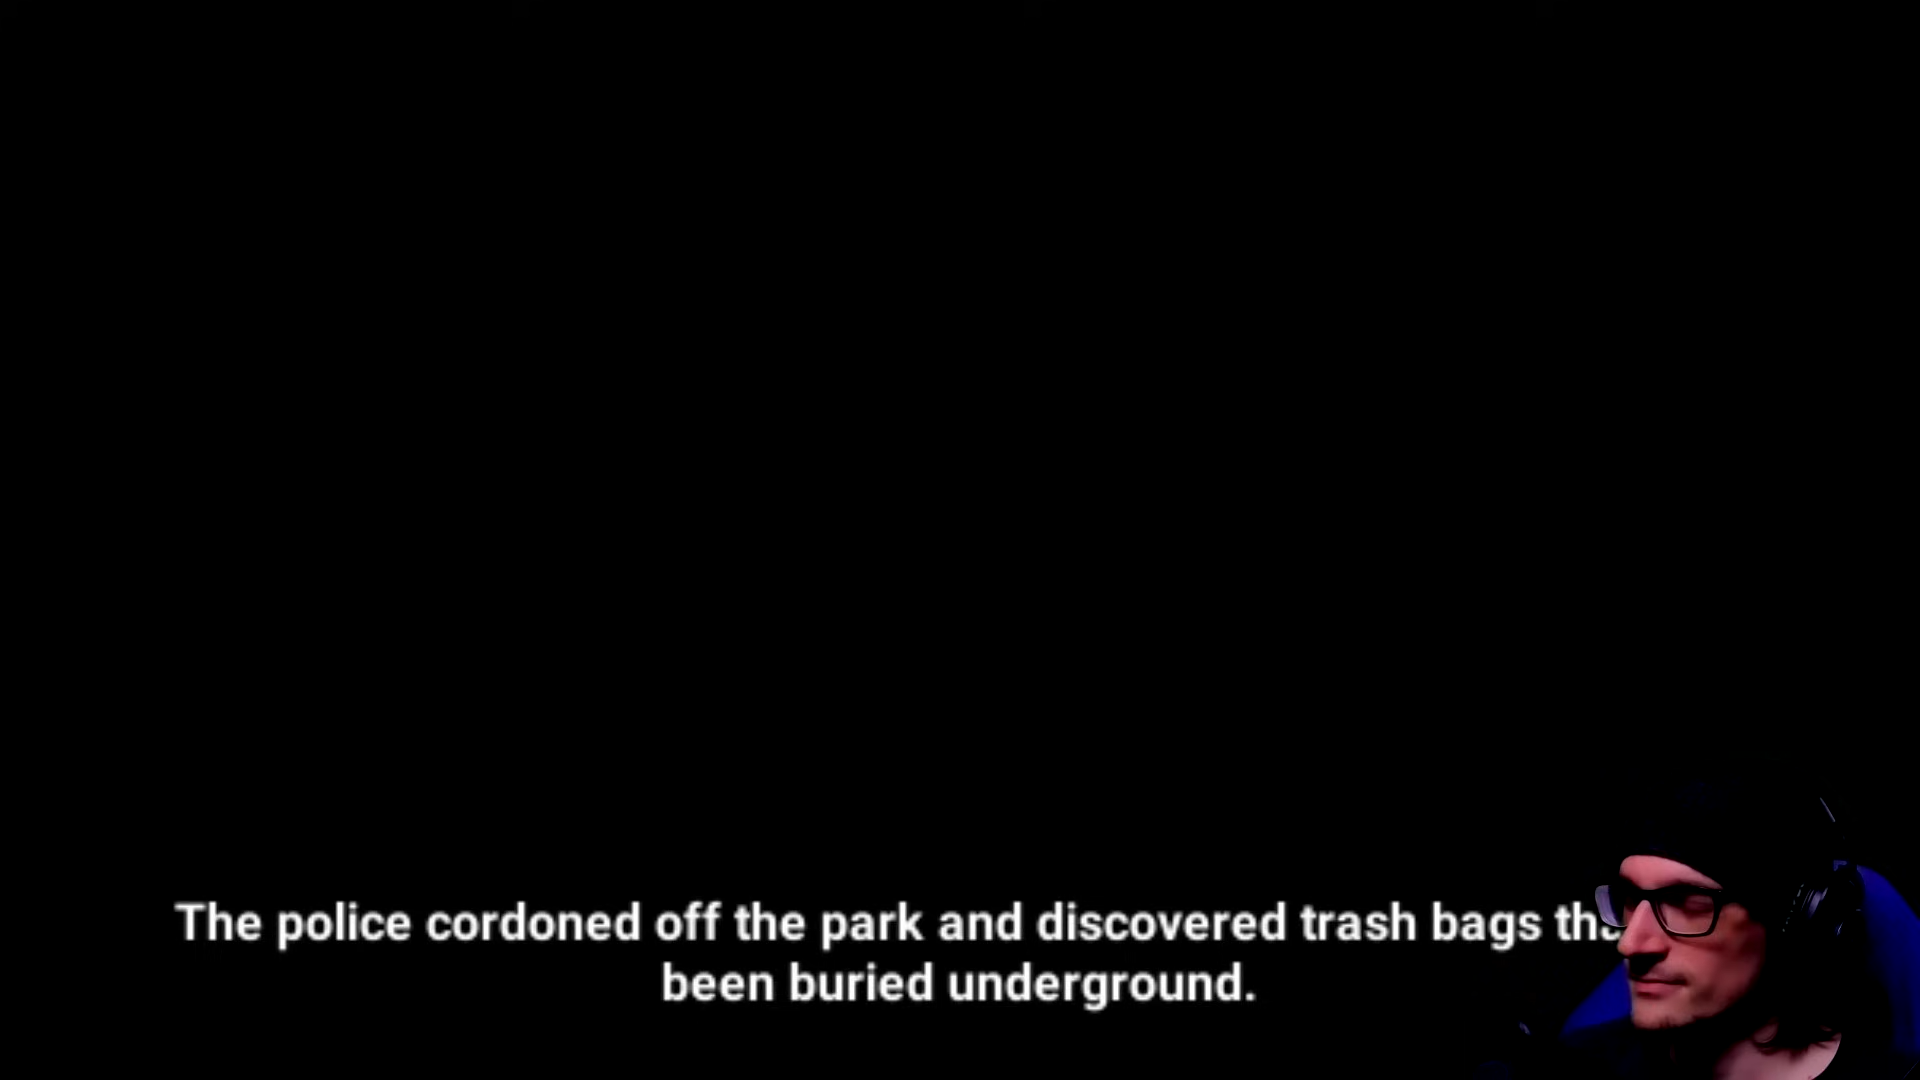 The police cordoned off the park and discovered trash bags
been buried underground.